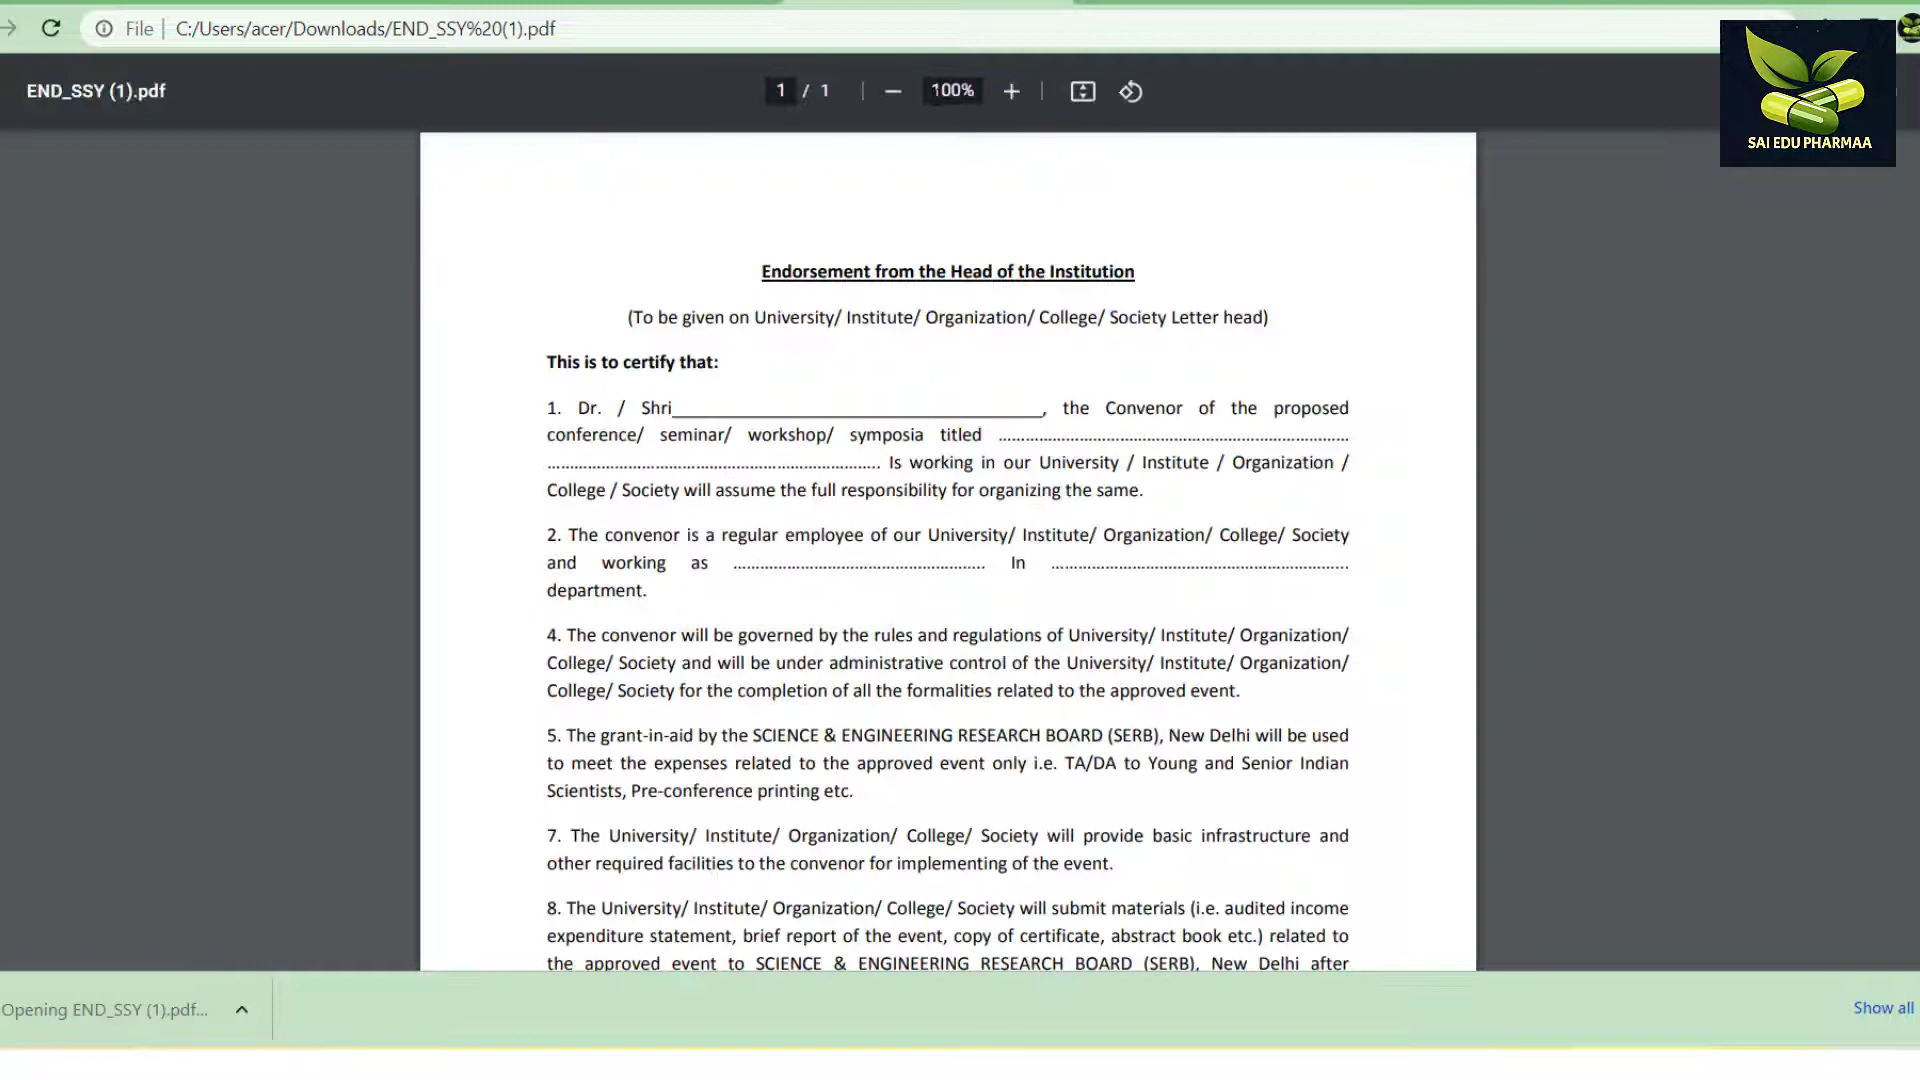 File | C:/Users/acer/Downloads/END_SSY%20(1).pdf
END_SSY (1).pdf
1 / 1
100%
SAI EDU PHARMAA
Endorsement from the Head of the Institution
(To be given on University/ Institute/ Organization/ College/ Society Letter head)
This is to certify that:
1. Dr. / Shri________________________________________, the Convenor of the proposed
conference/ seminar/ workshop/ symposia titled ..............................................................................
.......................................................................... Is working in our University / Institute / Organization /
College / Society will assume the full responsibility for organizing the same.
2. The convenor is a regular employee of our University/ Institute/ Organization/ College/ Society
and working as ........................................................ In ..................................................................
department.
4. The convenor will be governed by the rules and regulations of University/ Institute/ Organization/
College/ Society and will be under administrative control of the University/ Institute/ Organization/
College/ Society for the completion of all the formalities related to the approved event.
5. The grant-in-aid by the SCIENCE & ENGINEERING RESEARCH BOARD (SERB), New Delhi will be used
to meet the expenses related to the approved event only i.e. TA/DA to Young and Senior Indian
Scientists, Pre-conference printing etc.
7. The University/ Institute/ Organization/ College/ Society will provide basic infrastructure and
other required facilities to the convenor for implementing of the event.
8. The University/ Institute/ Organization/ College/ Society will submit materials (i.e. audited income
expenditure statement, brief report of the event, copy of certificate, abstract book etc.) related to
the approved event to SCIENCE & ENGINEERING RESEARCH BOARD (SERB), New Delhi after
Opening END_SSY (1).pdf...
Show all